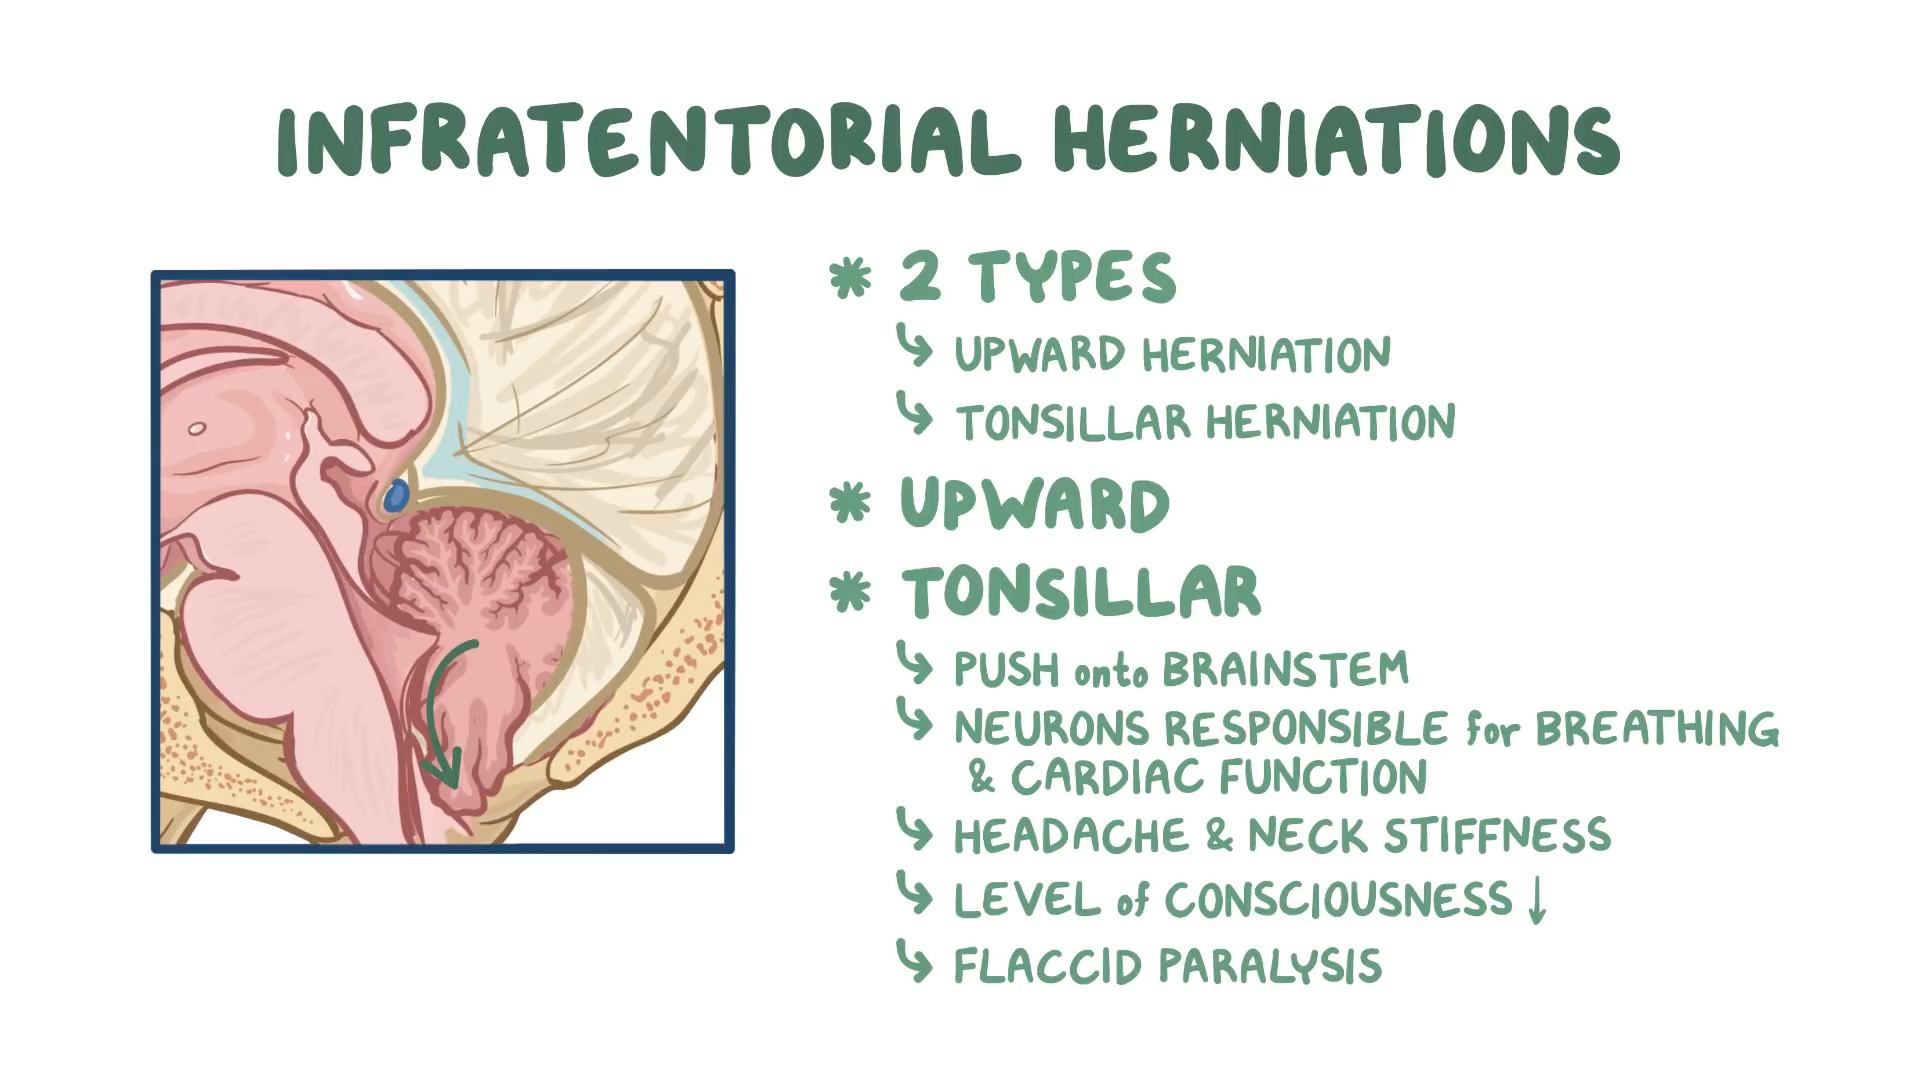 INFRATENTORIAL HERNIATIONS
* 2 TYPES
↳ UPWARD HERNIATION
↳ TONSILLAR HERNIATION
* UPWARD
* TONSILLAR
↳ PUSH onto BRAINSTEM
↳ NEURONS RESPONSIBLE for BREATHING
& CARDIAC FUNCTION
↳ HEADACHE & NECK STIFFNESS
↳ LEVEL of CONSCIOUSNESS ↓
↳ FLACCID PARALYSIS